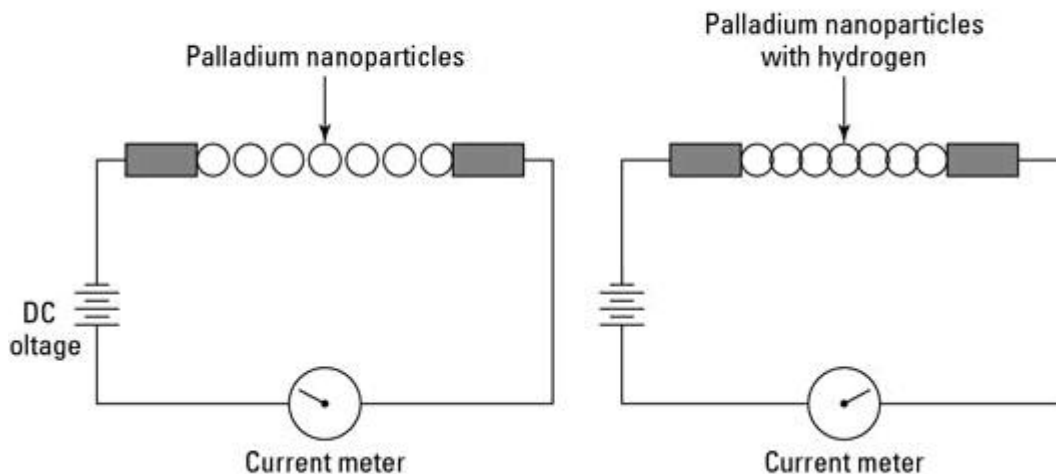 Palladium nanoparticles
Palladium nanoparticles
with hydrogen
DC
oltage
Current meter
Current meter